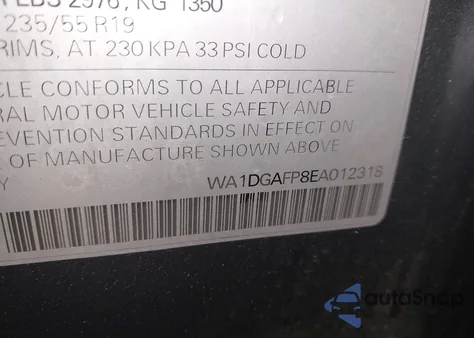 LBS 2976, KG 1350
235/55 R19
RIMS, AT 230 KPA 33 PSI COLD
CLE CONFORMS TO ALL APPLICABLE
RAL MOTOR VEHICLE SAFETY AND
EVENTION STANDARDS IN EFFECT ON
OF MANUFACTURE SHOWN ABOVE
Y
WA1DGAFP8EA012318
autoSnap